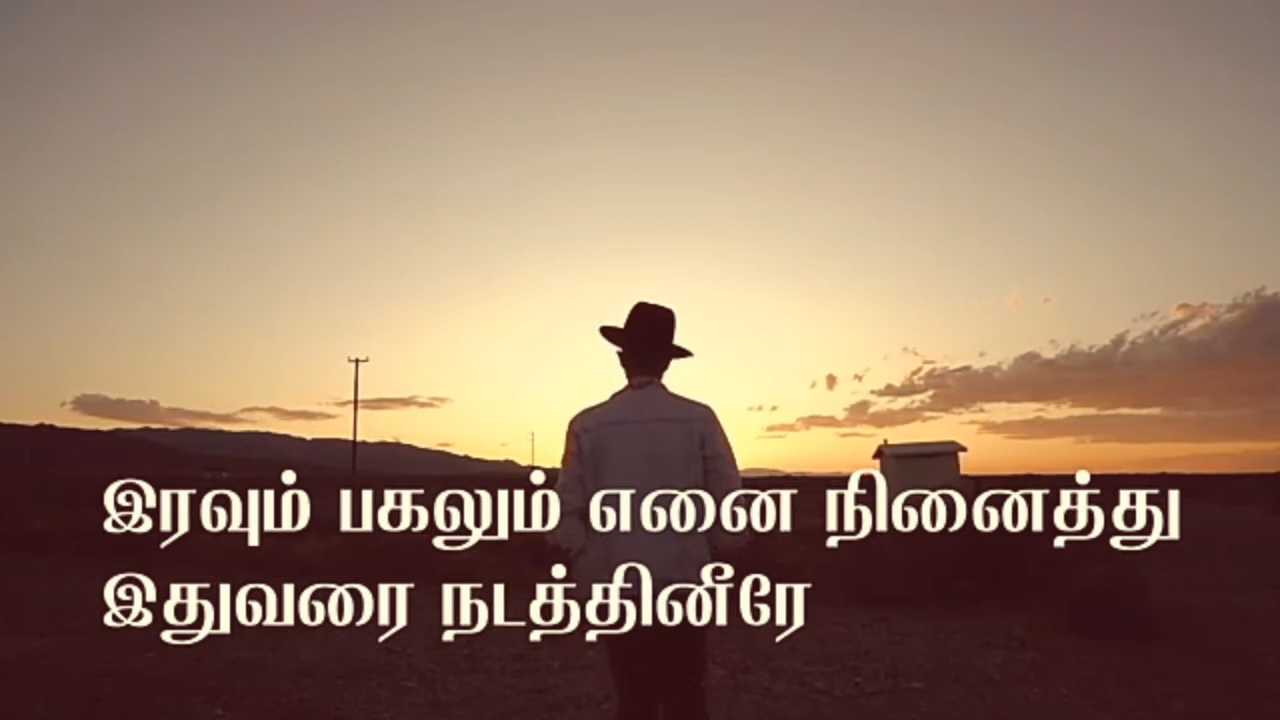 இரவும் பகலும் எனை நினைத்து
இதுவரை நடத்தினீரே